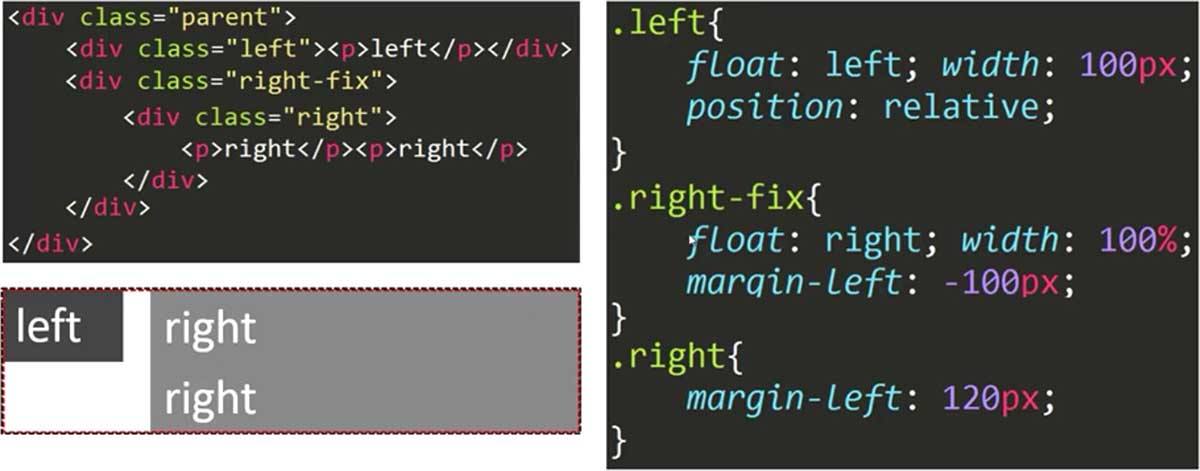 <div class="parent">
<div class="left"><p>left</p></div>
<div class="right-fix">
<div class="right">
<p>right</p><p>right</p>
</div>
</div>
</div>
left
right
right
.left{
float: left; width: 100px;
position: relative;
}
.right-fix{
float: right; width: 100%;
margin-left: -100px;
}
.right{
margin-left: 120px;
}